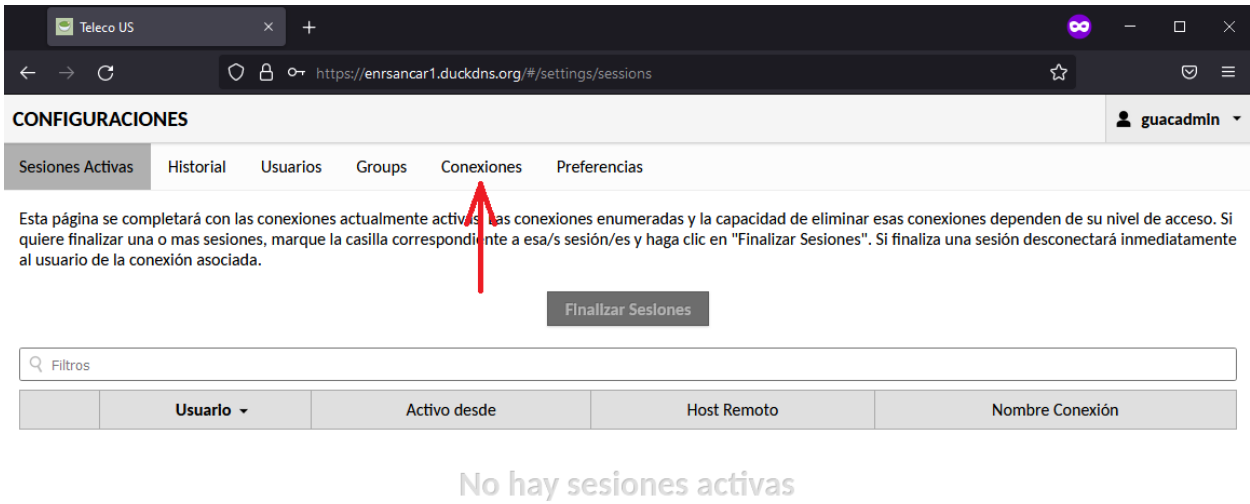 Teleco US
https://enrsancar1.duckdns.org/#/settings/sessions
CONFIGURACIONES
guacadmin
Sesiones Activas Historial Usuarios Groups Conexiones Preferencias
Esta página se completará con las conexiones actualmente activas. Las conexiones enumeradas y la capacidad de eliminar esas conexiones dependen de su nivel de acceso. Si
quiere finalizar una o mas sesiones, marque la casilla correspondiente a esa/s sesión/es y haga clic en "Finalizar Sesiones". Si finaliza una sesión desconectará inmediatamente
al usuario de la conexión asociada.
Finalizar Sesiones
Filtros
Usuario Activo desde Host Remoto Nombre Conexión
No hay sesiones activas